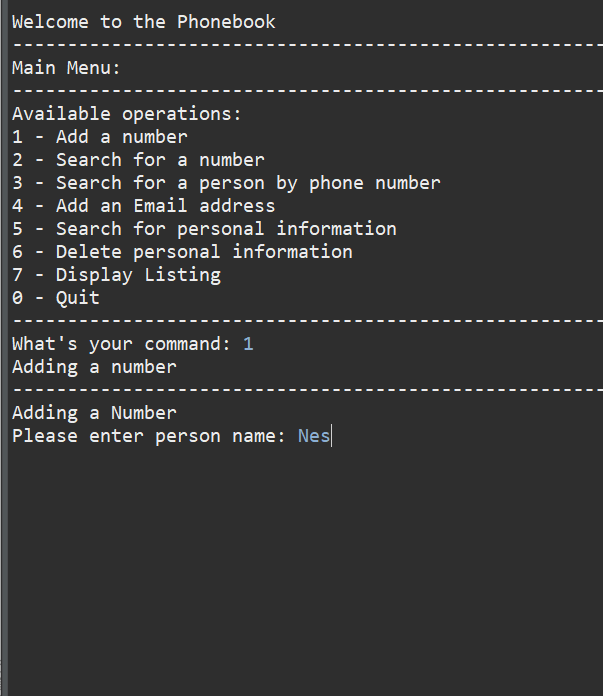 Welcome to the Phonebook
------------------------------------------------------
Main Menu:
------------------------------------------------------
Available operations:
1 - Add a number
2 - Search for a number
3 - Search for a person by phone number
4 - Add an Email address
5 - Search for personal information
6 - Delete personal information
7 - Display Listing
0 - Quit
------------------------------------------------------
What's your command: 1
Adding a number
------------------------------------------------------
Adding a Number
Please enter person name: Nes